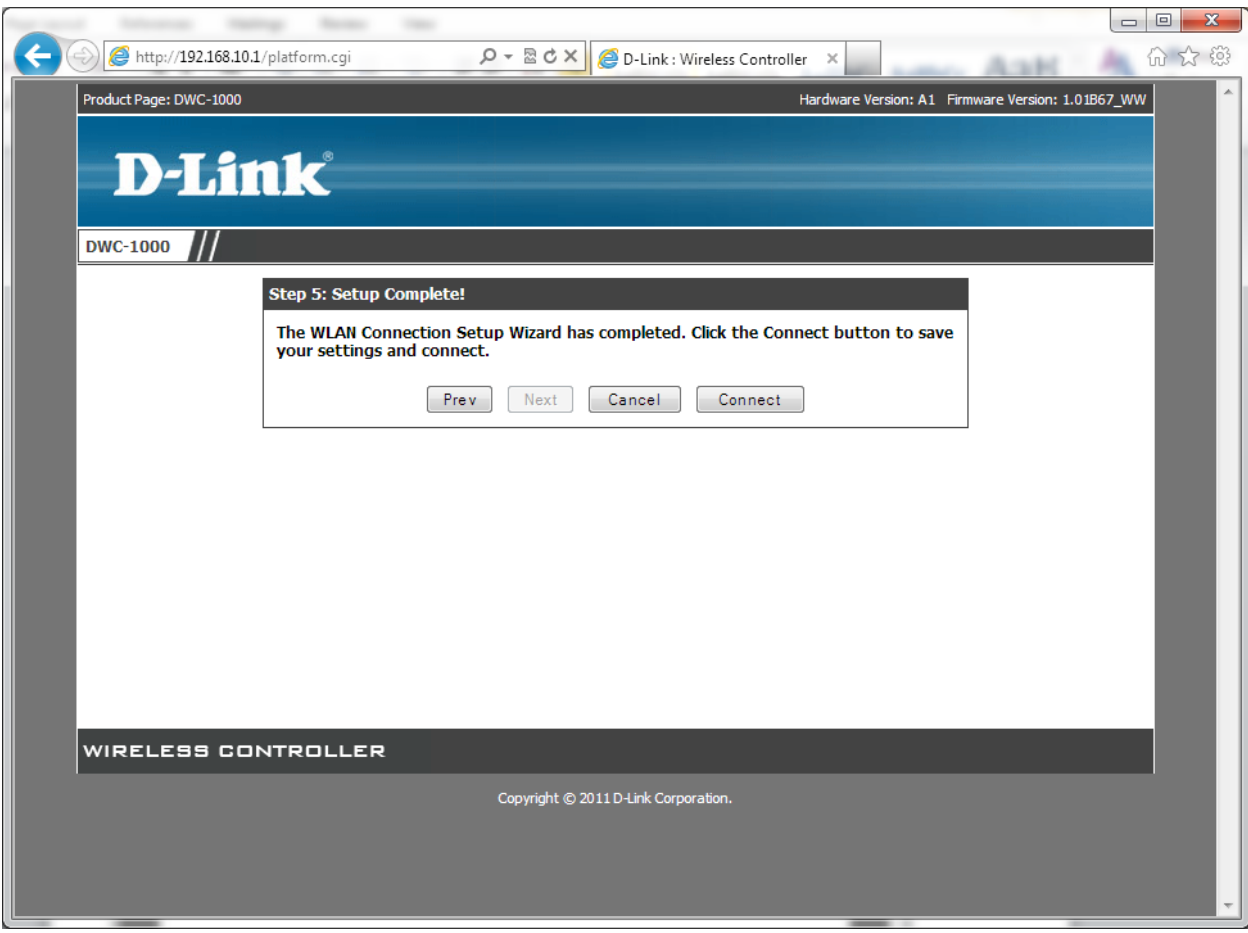 http://192.168.10.1/platform.cgi
D-Link : Wireless Controller
Product Page: DWC-1000
Hardware Version: A1 Firmware Version: 1.01B67_WW
D-Link®
DWC-1000
Step 5: Setup Complete!
The WLAN Connection Setup Wizard has completed. Click the Connect button to save
your settings and connect.
Prev Next Cancel Connect
WIRELESS CONTROLLER
Copyright © 2011 D-Link Corporation.